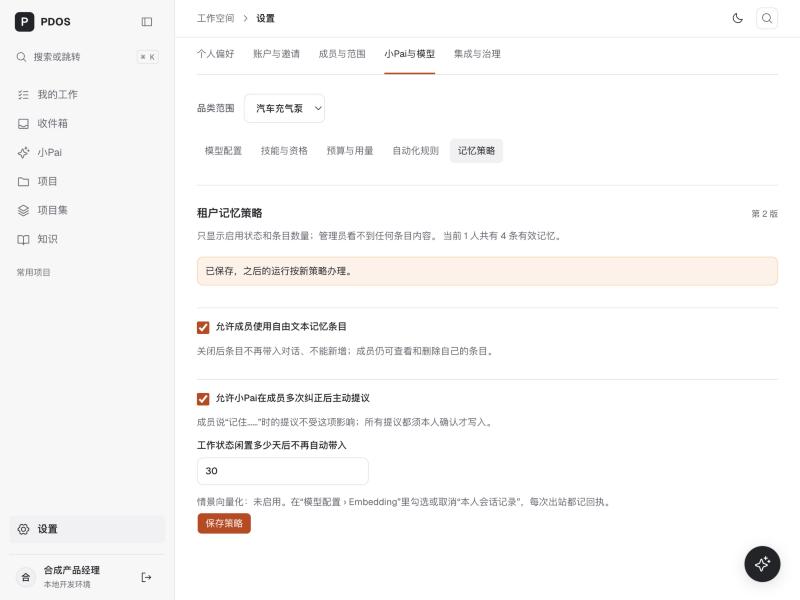 P PDOS
搜索或跳转 ⌘ K
我的工作
收件箱
小Pai
项目
项目集
知识
常用项目
设置
合 合成产品经理
本地开发环境
工作空间 › 设置
个人偏好 账户与邀请 成员与范围 小Pai与模型 集成与治理
品类范围 汽车充气泵
模型配置 技能与资格 预算与用量 自动化规则 记忆策略
租户记忆策略 第 2 版
只显示启用状态和条目数量；管理员看不到任何条目内容。 当前 1 人共有 4 条有效记忆。
已保存，之后的运行按新策略办理。
允许成员使用自由文本记忆条目
关闭后条目不再带入对话、不能新增；成员仍可查看和删除自己的条目。
允许小Pai在成员多次纠正后主动提议
成员说“记住……”时的提议不受这项影响；所有提议都须本人确认才写入。
工作状态闲置多少天后不再自动带入
30
情景向量化：未启用。在“模型配置 › Embedding”里勾选或取消“本人会话记录”，每次出站都记回执。
保存策略